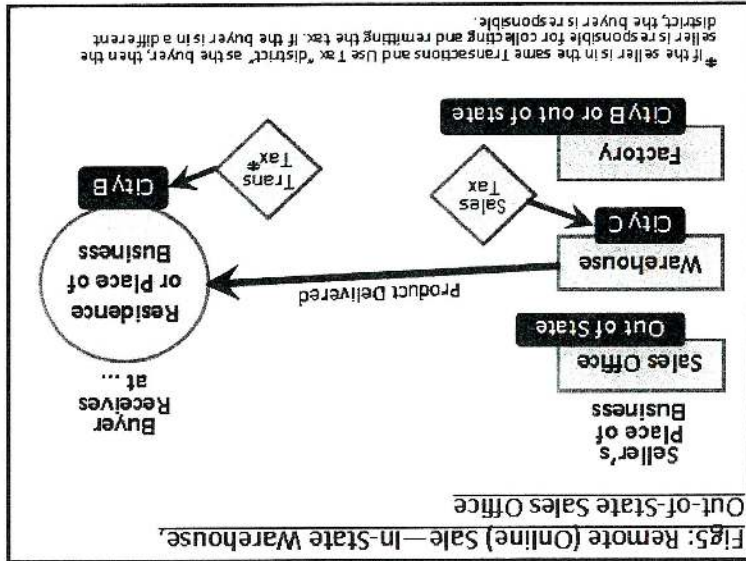 Fig5: Remote (Online) Sale—In-State Warehouse,
Out-of-State Sales Office
Seller's
Place of
Business
Sales Office
Out of State
Warehouse
City C
Sales
Tax
Factory
City B or out of state
Product Delivered
Buyer
Receives
at ...
Residence
or Place of
Business
City B
Trans
Tax*
* If the seller is in the same Transactions and Use Tax "district" as the buyer, then the
seller is responsible for collecting and remitting the tax. If the buyer is in a different
district, the buyer is responsible.